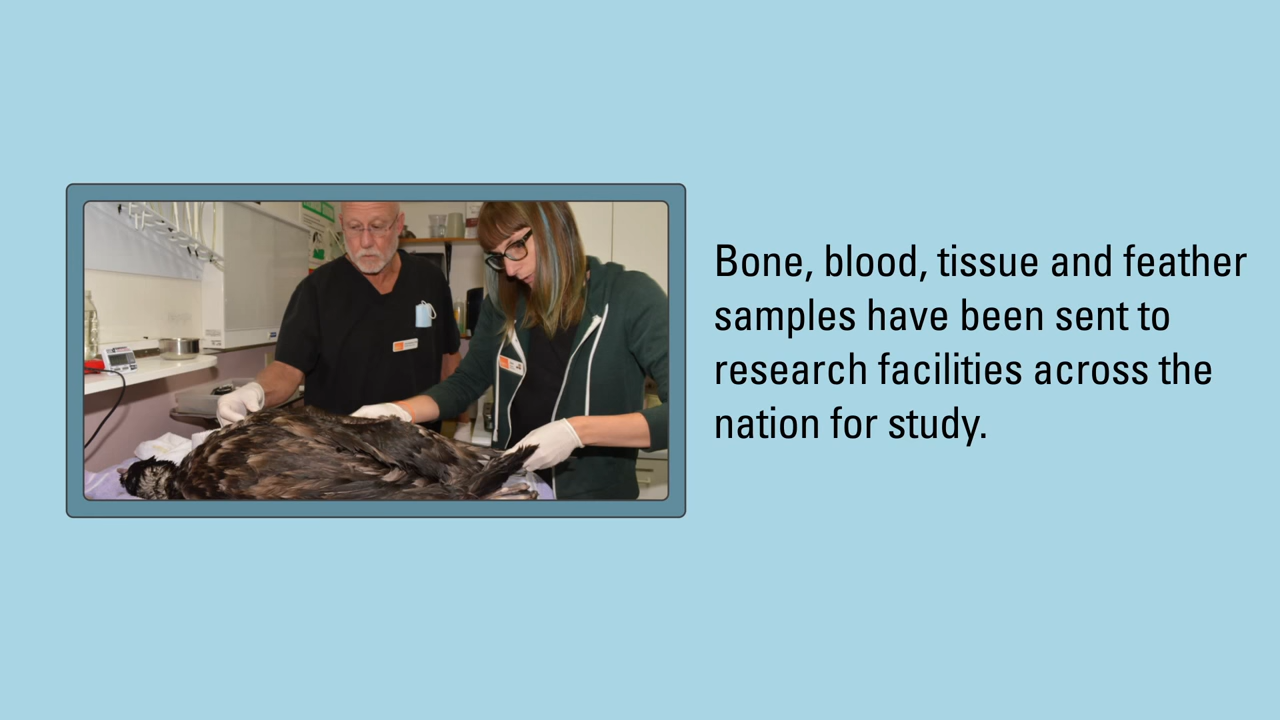 Bone, blood, tissue and feather
samples have been sent to
research facilities across the
nation for study.